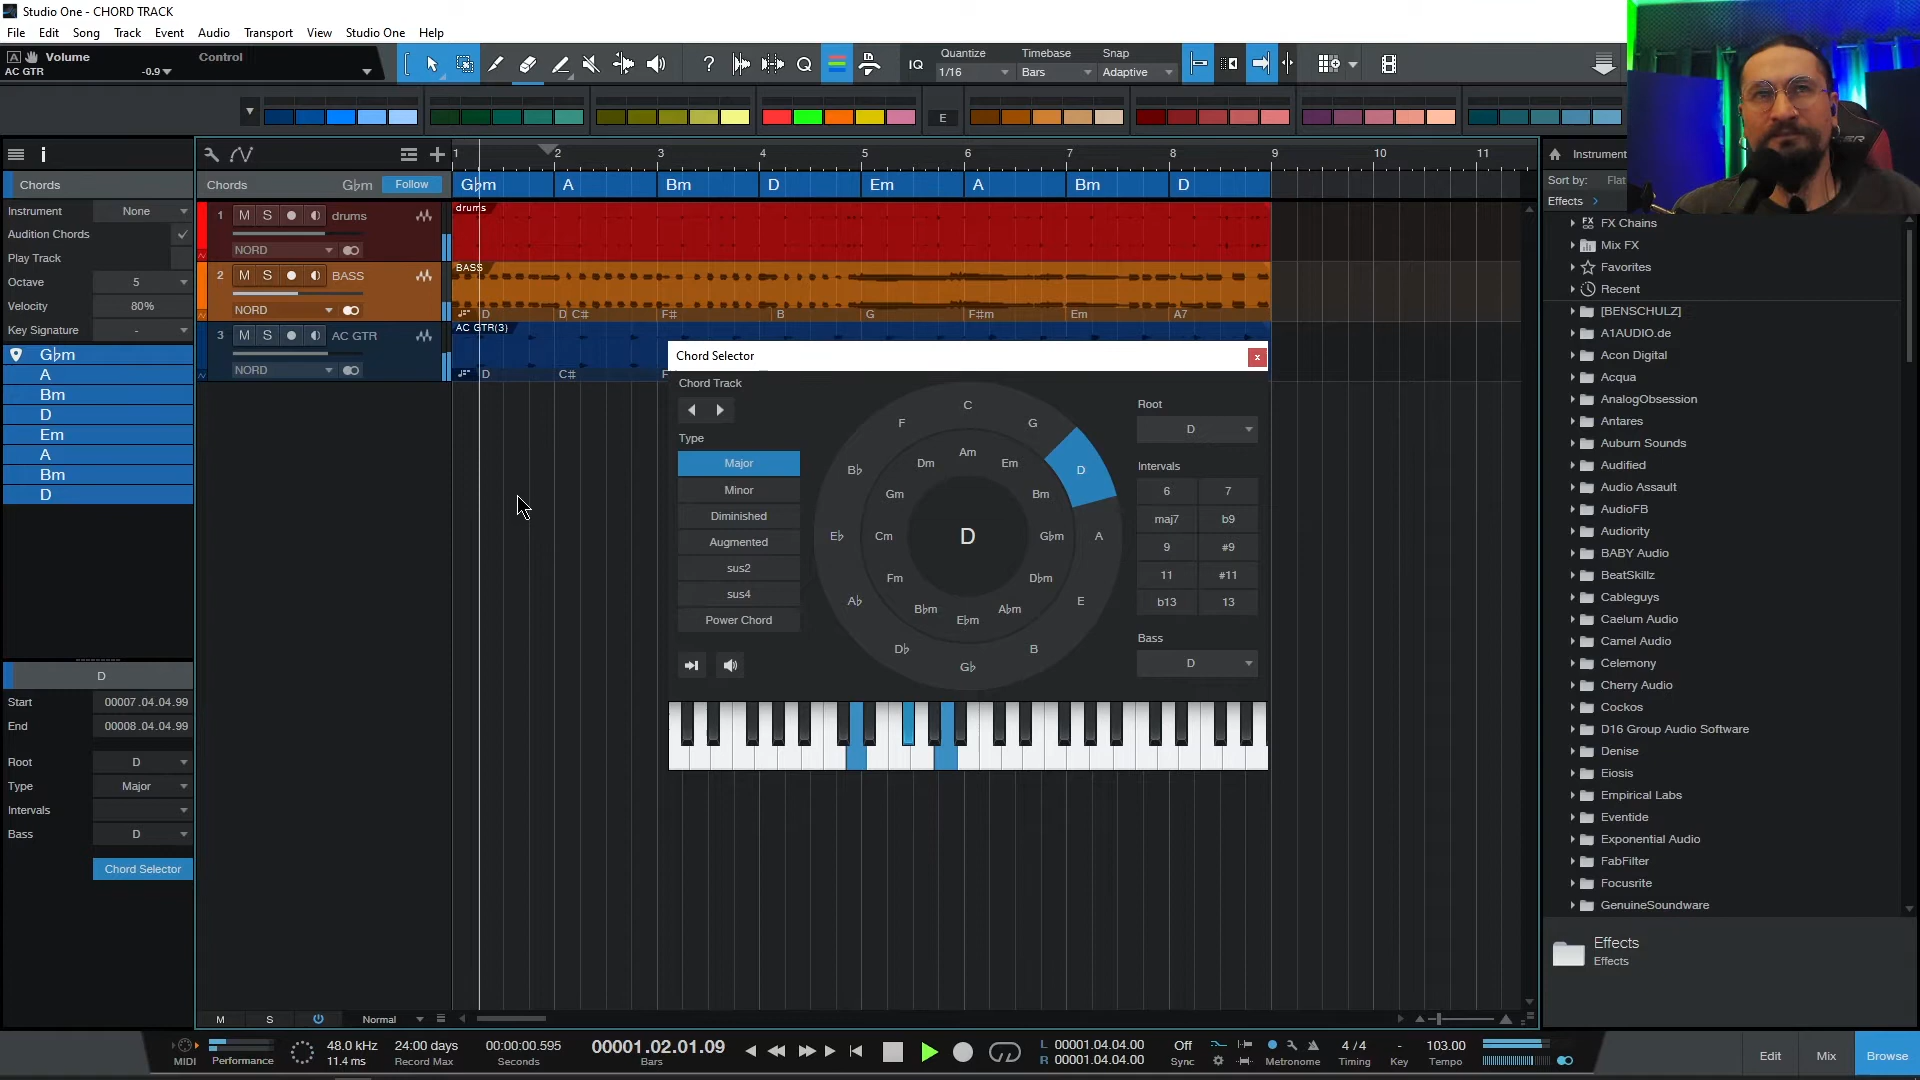 Studio One - CHORD TRACK
File Edit Song Track Event Audio Transport View Studio One Help
Volume Control
AC GTR -0.9
? Q IQ
Quantize Timebase Snap
1/16 Bars Adaptive
E
i
1 2 3 4 5 6 7 8 9 10 11
Instrument
Chords
Chords G♭m Follow
G♭m A Bm D Em A Bm D
Sort by: Flat
Effects
Instrument None
Audition Chords
Play Track
Octave 5
Velocity 80%
Key Signature -
G♭m
A
Bm
D
Em
A
Bm
D
1 M S drums
NORD
drums
2 M S BASS
NORD
BASS
D D C# F# B G F#m Em A7
3 M S AC GTR
NORD
AC GTR(3)
D C# F
Chord Selector x
Chord Track
Type
Major
Minor
Diminished
Augmented
sus2
sus4
Power Chord
C G D A E B G♭ D♭ A♭ E♭ B♭ F
Am Em Bm G♭m D♭m A♭m E♭m B♭m Fm Cm Gm Dm
D
Root
D
Intervals
6 7
maj7 b9
9 #9
11 #11
b13 13
Bass
D
FX Chains
Mix FX
Favorites
Recent
[BENSCHULZ]
A1AUDIO.de
Acon Digital
Acqua
AnalogObsession
Antares
Auburn Sounds
Audified
Audio Assault
AudioFB
Audiority
BABY Audio
BeatSkillz
Cableguys
Caelum Audio
Camel Audio
Celemony
Cherry Audio
Cockos
D16 Group Audio Software
Denise
Eiosis
Empirical Labs
Eventide
Exponential Audio
FabFilter
Focusrite
GenuineSoundware
Effects
Effects
D
Start 00007.04.04.99
End 00008.04.04.99
Root D
Type Major
Intervals
Bass D
Chord Selector
M S Normal
MIDI
Performance
48.0 kHz
11.4 ms
24:00 days
Record Max
00:00:00.595
Seconds
00001.02.01.09
Bars
L 00001.04.04.00
R 00001.04.04.00
Off
Sync
Metronome
4 / 4
Timing
-
Key
103.00
Tempo
Edit Mix Browse